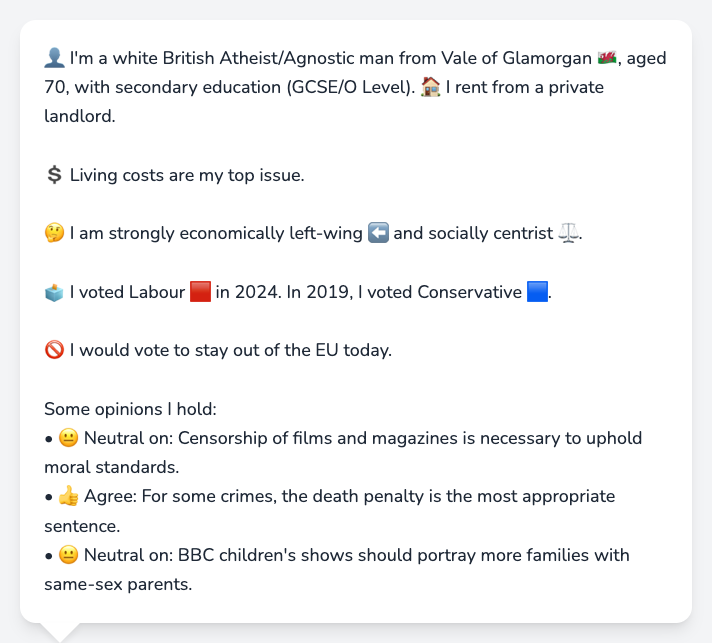 👤 I'm a white British Atheist/Agnostic man from Vale of Glamorgan 🏴󠁧󠁢󠁷󠁬󠁳󠁿, aged
70, with secondary education (GCSE/O Level). 🏠 I rent from a private
landlord.
💲 Living costs are my top issue.
🤔 I am strongly economically left-wing ⬅️ and socially centrist ⚖️.
🗳️ I voted Labour 🟥 in 2024. In 2019, I voted Conservative 🟦.
🚫 I would vote to stay out of the EU today.
Some opinions I hold:
• 😐 Neutral on: Censorship of films and magazines is necessary to uphold
moral standards.
• 👍 Agree: For some crimes, the death penalty is the most appropriate
sentence.
• 😐 Neutral on: BBC children's shows should portray more families with
same-sex parents.